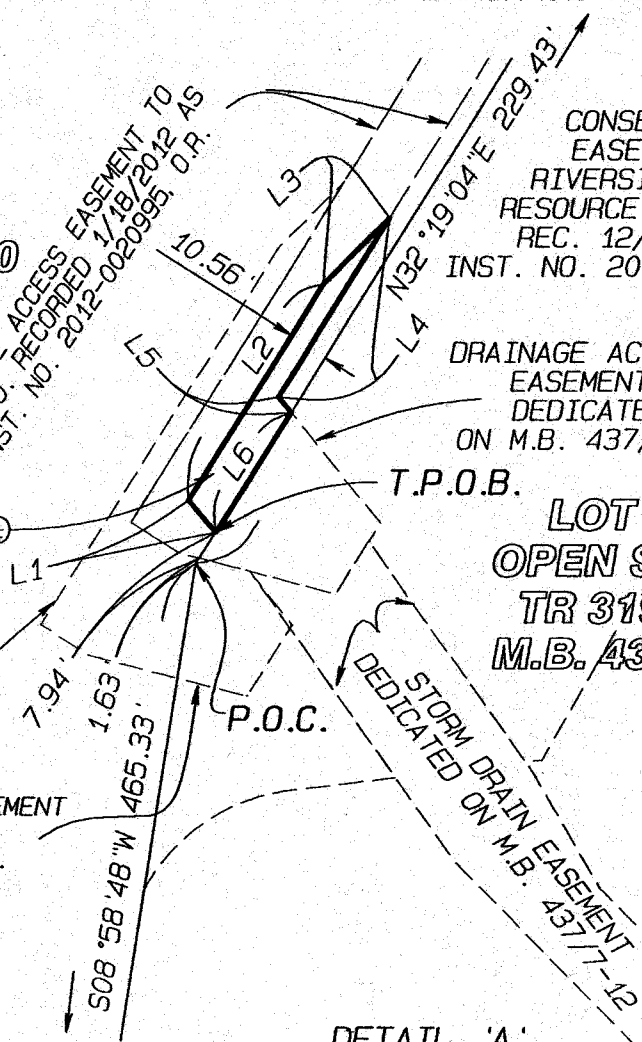 ACCESS EASEMENT TO
RECORDED 1/18/2012 AS
INST. NO. 2012-0020995, O.R.
N32°19'04"E 229.43'
L3
10.56
L2
L4
L5
L6
L1
T.P.O.B.
P.O.C.
7.94'
1.63
S08°58'48"W 465.33'
EASE
RIVERSI
RESOURCE
REC. 12/
INST. NO. 20
DRAINAGE AC
EASEMENT
DEDICATE
ON M.B. 437/
LOT
OPEN S
TR 315
M.B. 43
STORM DRAIN EASEMENT
DEDICATED ON M.B. 437/7-12
EMENT
DETAIL 'A'